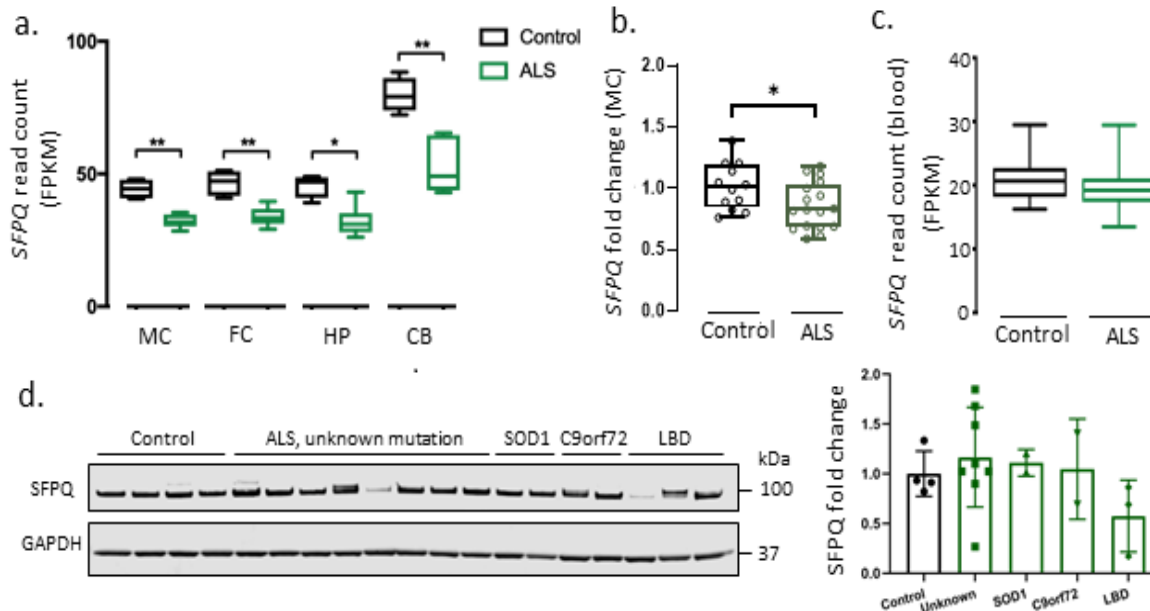 a.
SFPQ read count
(FPKM)
100
50
0
**
**
*
**
Control
ALS
MC
FC
HP
CB
b.
SFPQ fold change (MC)
2.0
1.5
1.0
0.5
0.0
*
Control
ALS
c.
SFPQ read count (blood)
(FPKM)
40
30
20
10
0
Control
ALS
d.
Control
ALS, unknown mutation
SOD1
C9orf72
LBD
kDa
SFPQ
100
GAPDH
37
SFPQ fold change
2.0
1.5
1.0
0.5
0.0
Control
Unknown
SOD1
C9orf72
LBD